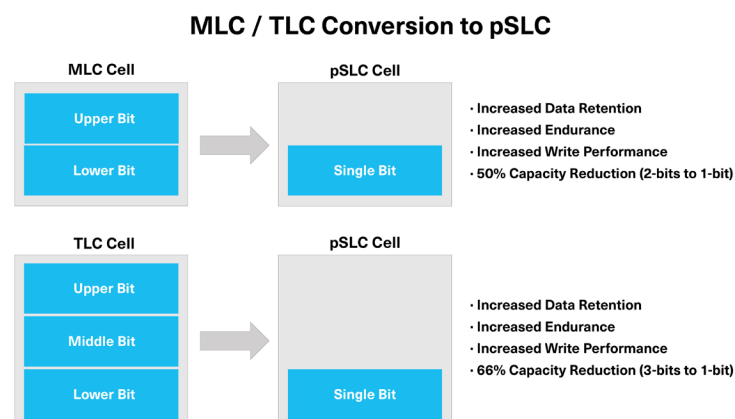 MLC / TLC Conversion to pSLC
MLC Cell
Upper Bit
Lower Bit
pSLC Cell
Single Bit
· Increased Data Retention
· Increased Endurance
· Increased Write Performance
· 50% Capacity Reduction (2-bits to 1-bit)
TLC Cell
Upper Bit
Middle Bit
Lower Bit
pSLC Cell
Single Bit
· Increased Data Retention
· Increased Endurance
· Increased Write Performance
· 66% Capacity Reduction (3-bits to 1-bit)